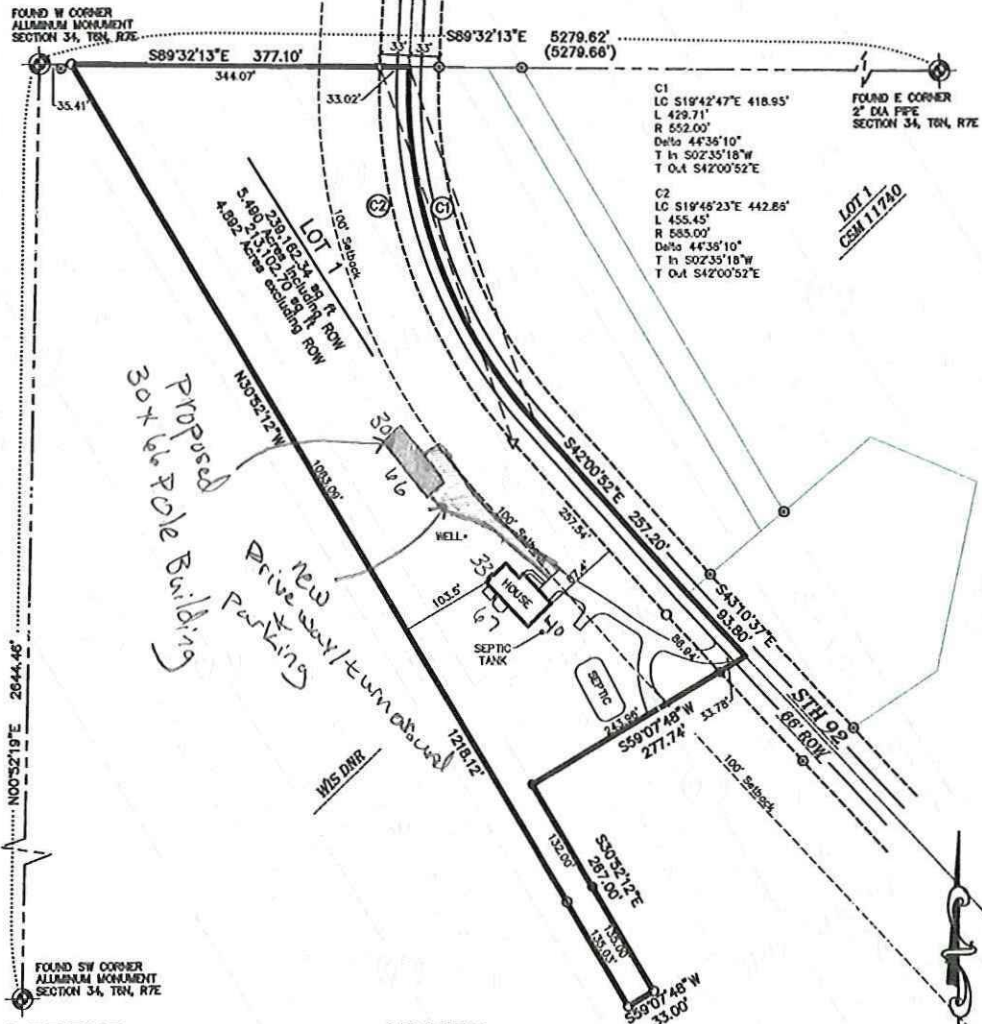 FOUND W CORNER
ALUMINUM MONUMENT
SECTION 34, T6N, R7E
S89°32'13"E 377.10'
344.07'
35.41'
33.02'
33' 33'
S89°32'13"E 5279.62'
(5279.66')
FOUND E CORNER
2" DIA PIPE
SECTION 34, T6N, R7E
C1
LC S19°42'47"E 418.95'
L 429.71'
R 552.00'
Delta 44°36'10"
T In S02°35'18"W
T Out S42°00'52"E
C2
LC S19°46'23"E 442.86'
L 455.45'
R 585.00'
Delta 44°36'10"
T In S02°35'18"W
T Out S42°00'52"E
LOT 1
CSM 11740
C2
C1
100' Setback
LOT 1
239,162.34 sq ft
5.490 Acres including ROW
213,102.70 sq ft
4.892 Acres excluding ROW
N30°52'12"W
1083.09'
1218.12'
Proposed
30 x 66 Pole Building
30
66
new
Driveway/turnaround
+
Parking
WELL
100' Setback
S42°00'52"E 257.20'
257.54'
67.4'
103.5'
33
HOUSE
67
40
SEPTIC
TANK
SEPTIC
86.94'
S43°10'37"E
93.80'
243.96'
33.78'
S59°07'48"W
277.74'
STH 92
66' ROW
100' Setback
WIS DNR
N00°52'19"E 2644.46'
132.00'
S30°52'12"E
267.00'
135.00'
135.03'
S59°07'48"W
33.00'
FOUND SW CORNER
ALUMINUM MONUMENT
SECTION 34, T6N, R7E